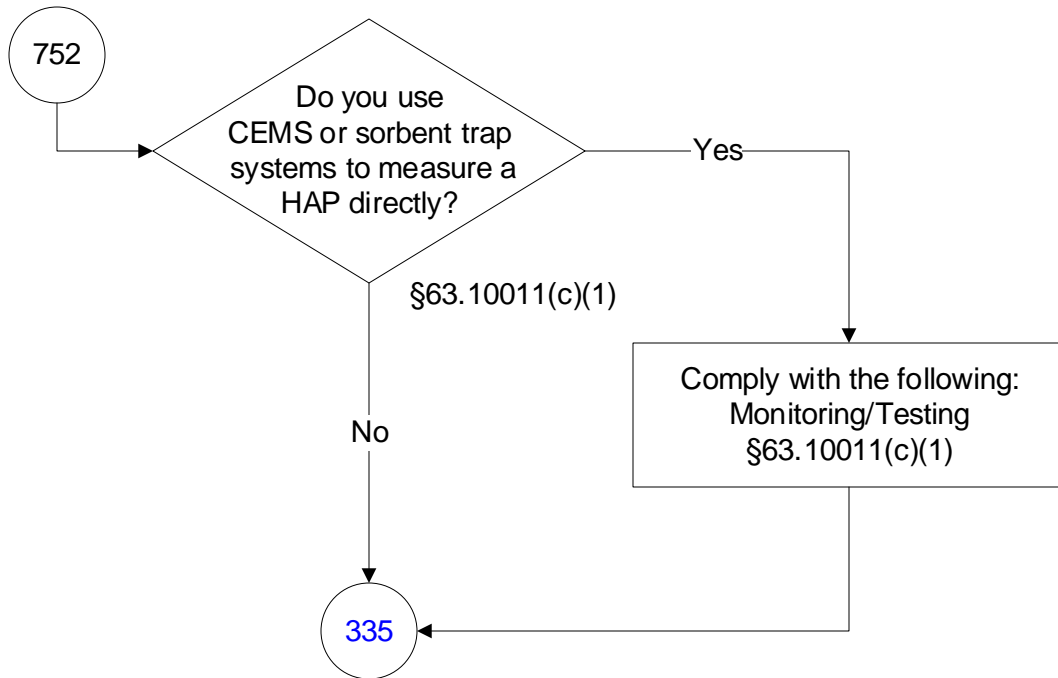 752
Do you use
CEMS or sorbent trap
systems to measure a
HAP directly?
Yes
§63.10011(c)(1)
Comply with the following:
Monitoring/Testing
§63.10011(c)(1)
No
335